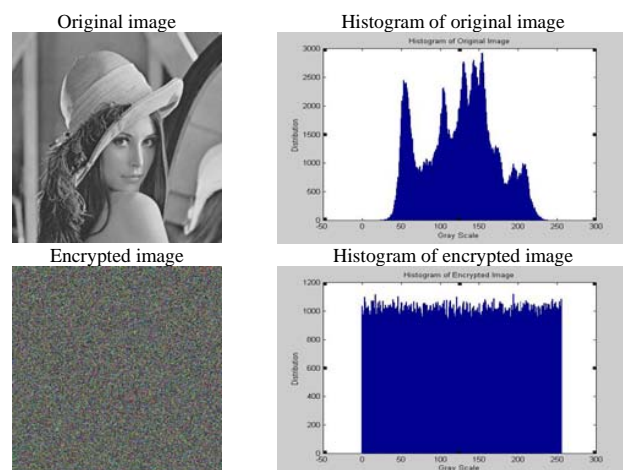 Original image
Histogram of original image
Histogram of Original Image
Distribution
3000
2500
2000
1500
1000
500
0
-50 0 50 100 150 200 250 300
Gray Scale
Encrypted image
Histogram of encrypted image
Histogram of Encrypted Image
Distribution
1200
1000
800
600
400
200
0
-50 0 50 100 150 200 250 300
Gray Scale